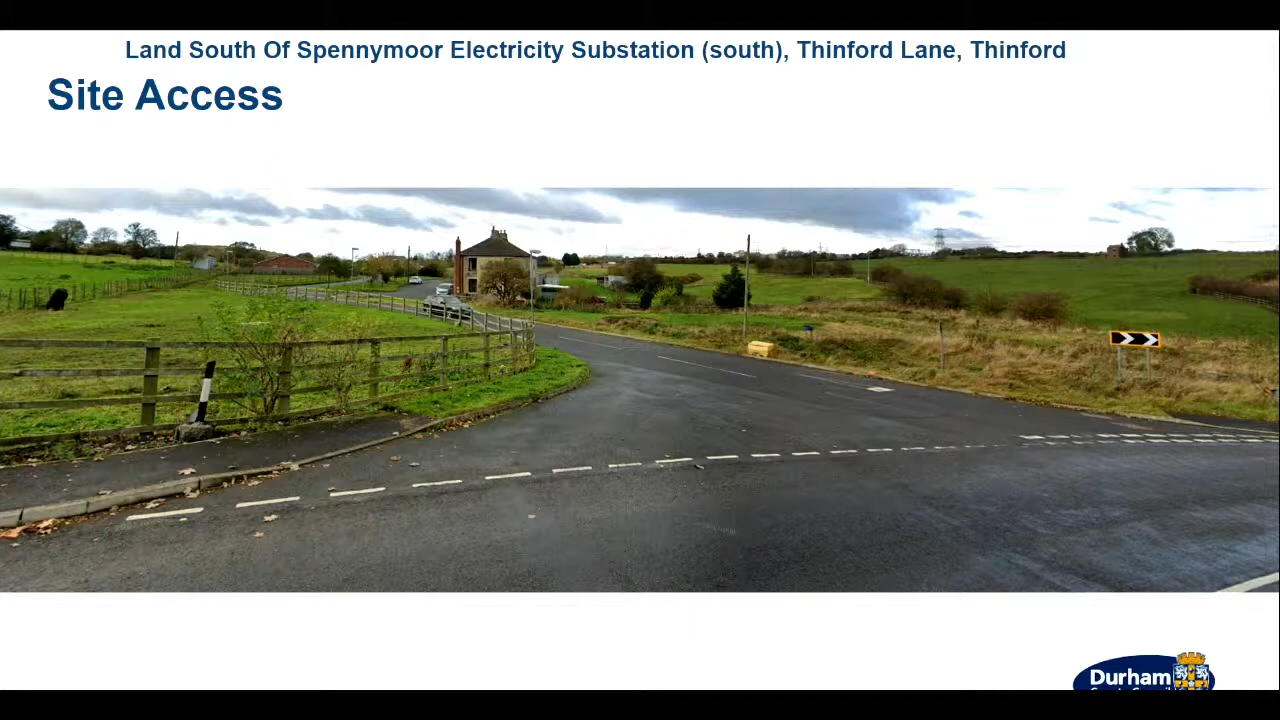 Land South Of Spennymoor Electricity Substation (south), Thinford Lane, Thinford
Site Access
Durham